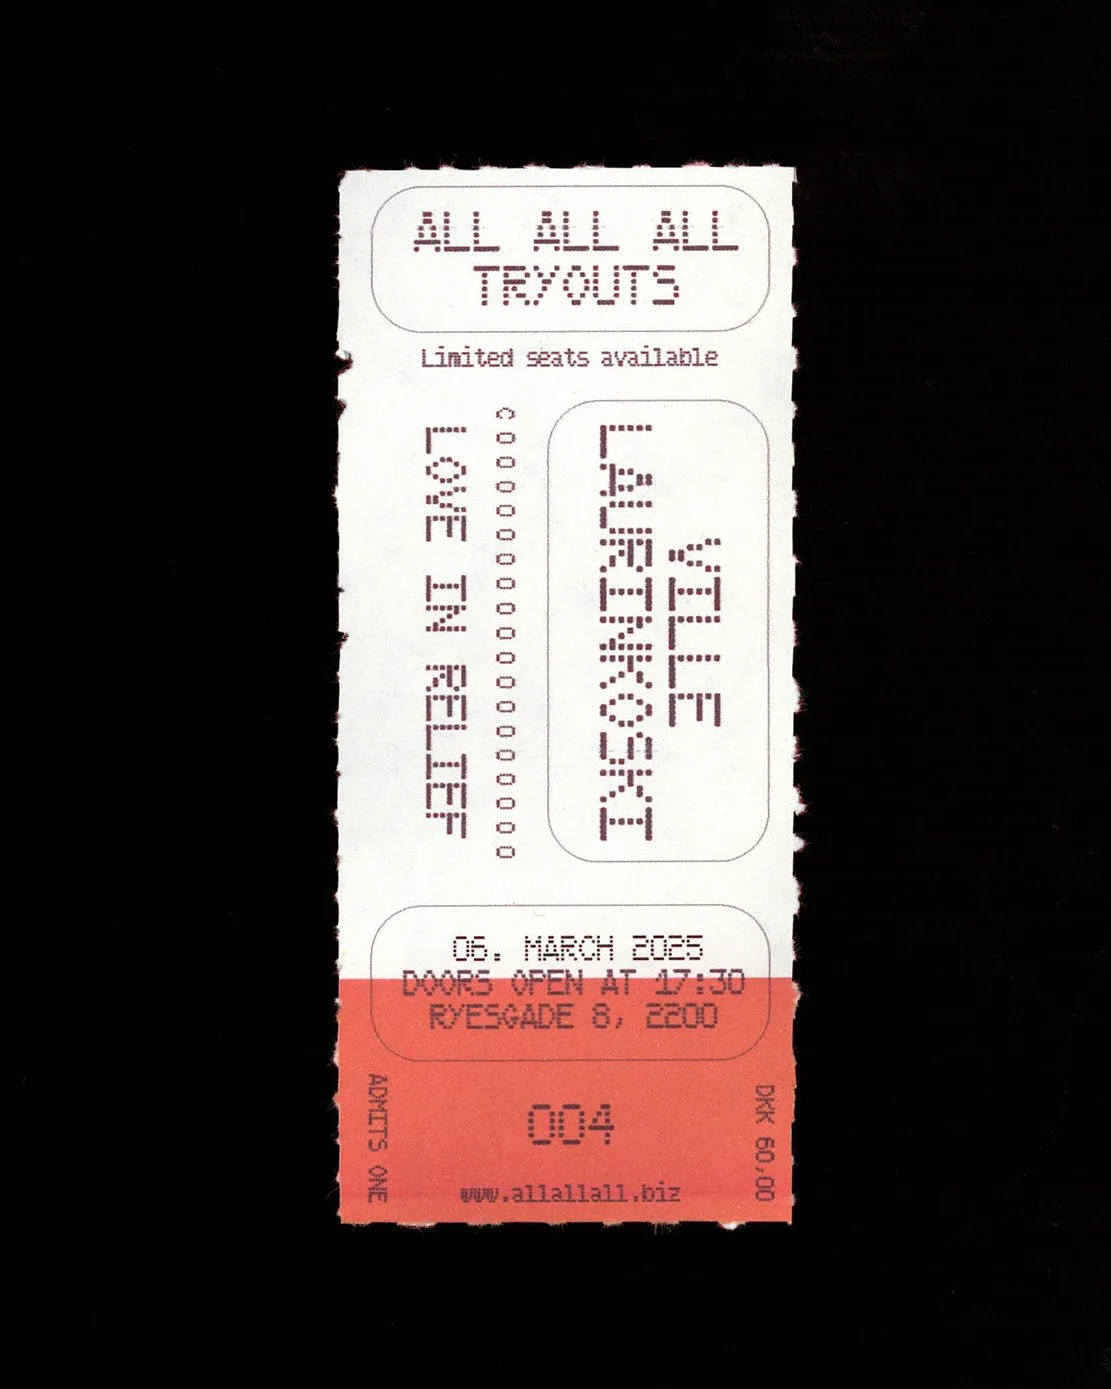 ALL ALL ALL
TRYOUTS
Limited seats available
VILLE
LAURINKOSKI
coooooooooooooooooo
LOVE IN RELIEF
06. MARCH 2025
DOORS OPEN AT 17:30
RYESGADE 8, 2200
ADMITS ONE
004
DKK 60,00
www.allallall.biz